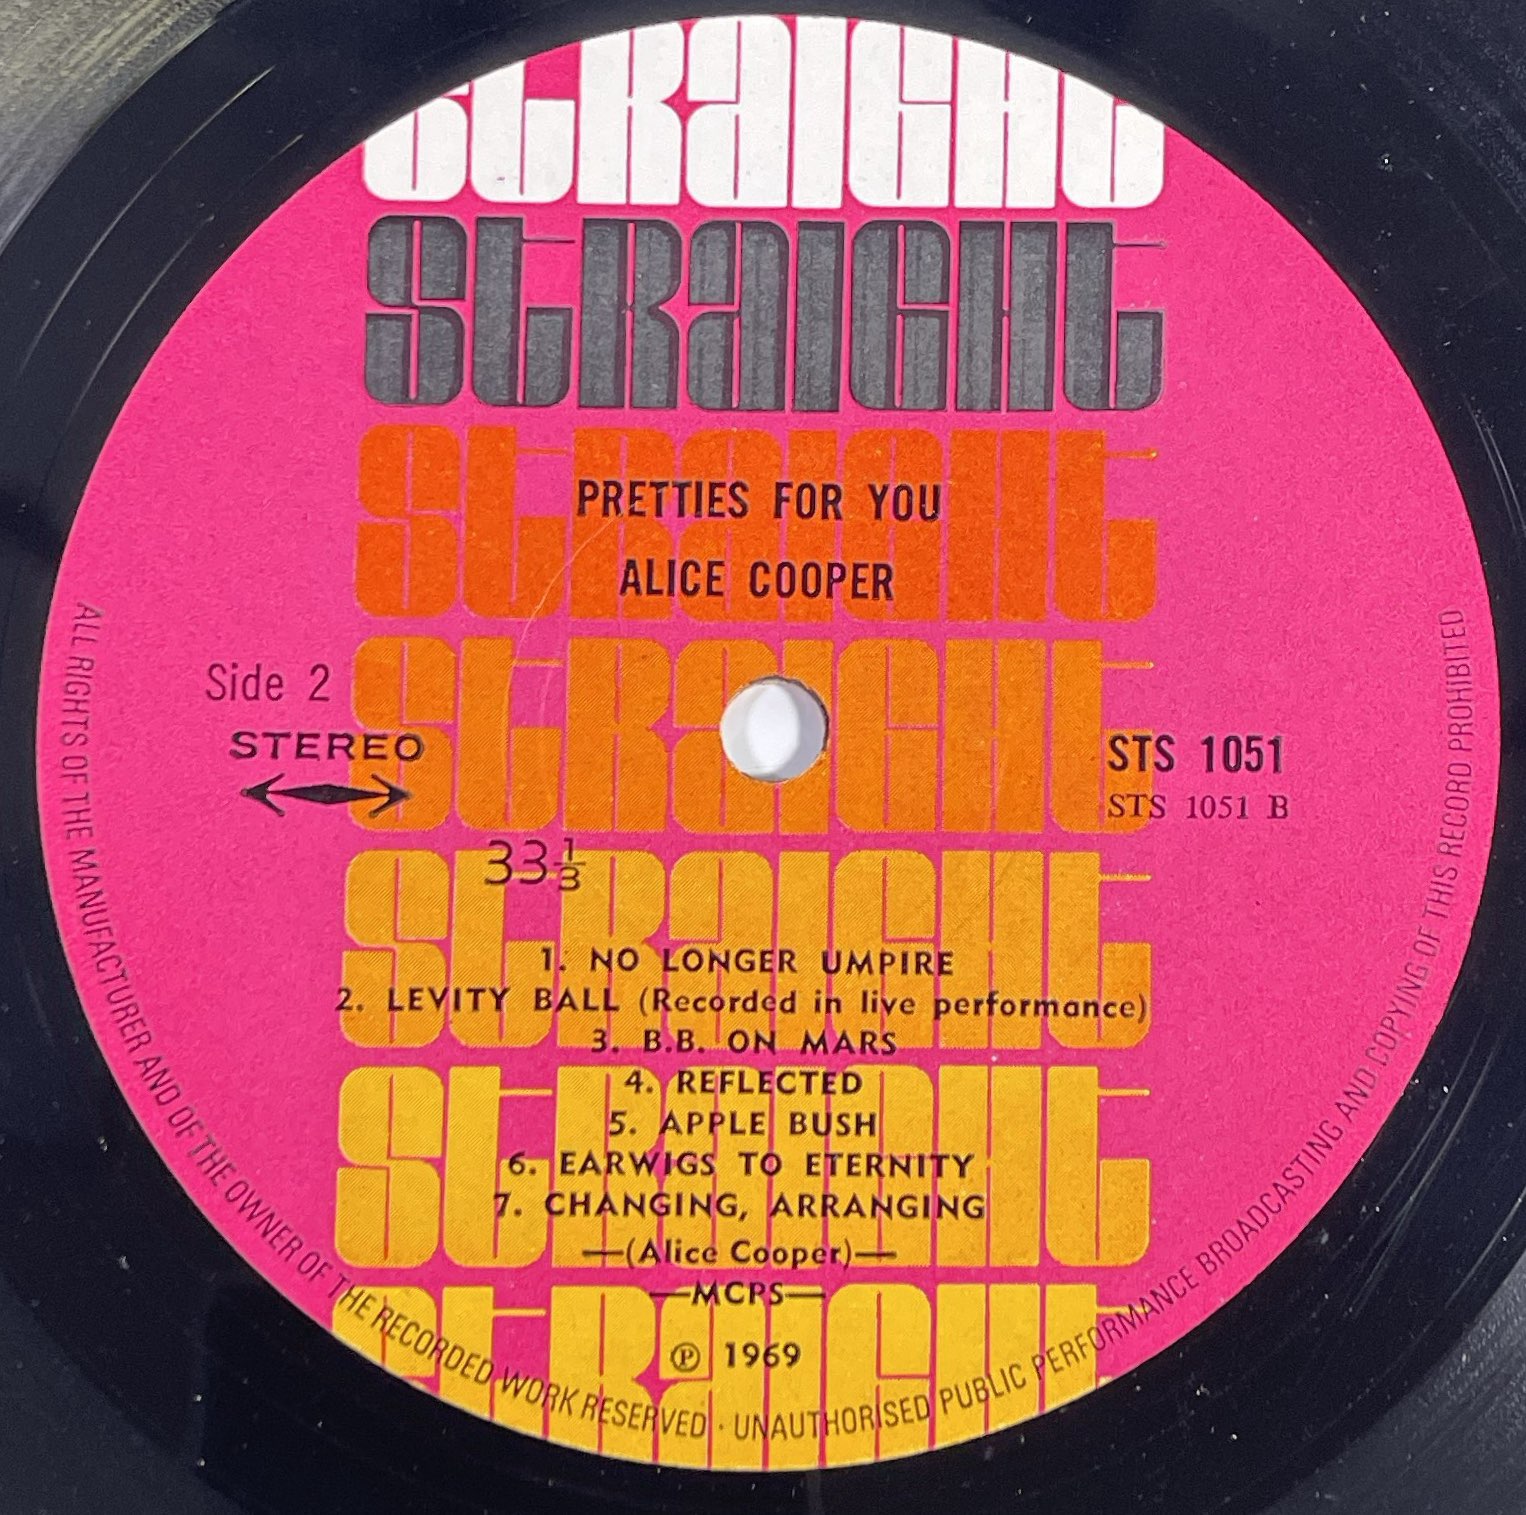 STRAIGHT
STRAIGHT
STRAIGHT
PRETTIES FOR YOU
ALICE COOPER
STRAIGHT
Side 2
STEREO
STS 1051
STS 1051 B
33⅓
STRAIGHT
1. NO LONGER UMPIRE
2. LEVITY BALL (Recorded in live performance)
3. B.B. ON MARS
STRAIGHT
4. REFLECTED
5. APPLE BUSH
6. EARWIGS TO ETERNITY
7. CHANGING, ARRANGING
—(Alice Cooper)—
—MCPS—
STRAIGHT
℗ 1969
ALL RIGHTS OF THE MANUFACTURER AND OF THE OWNER OF THE RECORDED WORK RESERVED · UNAUTHORISED PUBLIC PERFORMANCE BROADCASTING AND COPYING OF THIS RECORD PROHIBITED